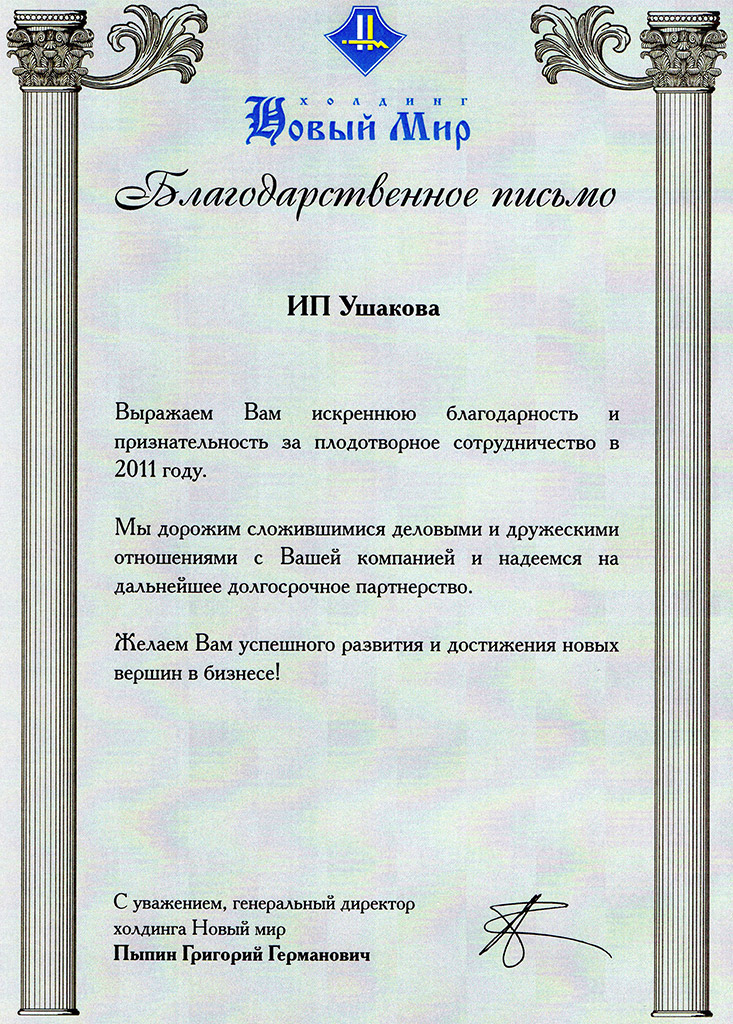 холдинг
Новый Мир
Благодарственное письмо
ИП Ушакова
Выражаем Вам искреннюю благодарность и
признательность за плодотворное сотрудничество в
2011 году.
Мы дорожим сложившимися деловыми и дружескими
отношениями с Вашей компанией и надеемся на
дальнейшее долгосрочное партнерство.
Желаем Вам успешного развития и достижения новых
вершин в бизнесе!
С уважением, генеральный директор
холдинга Новый мир
Пыпин Григорий Германович